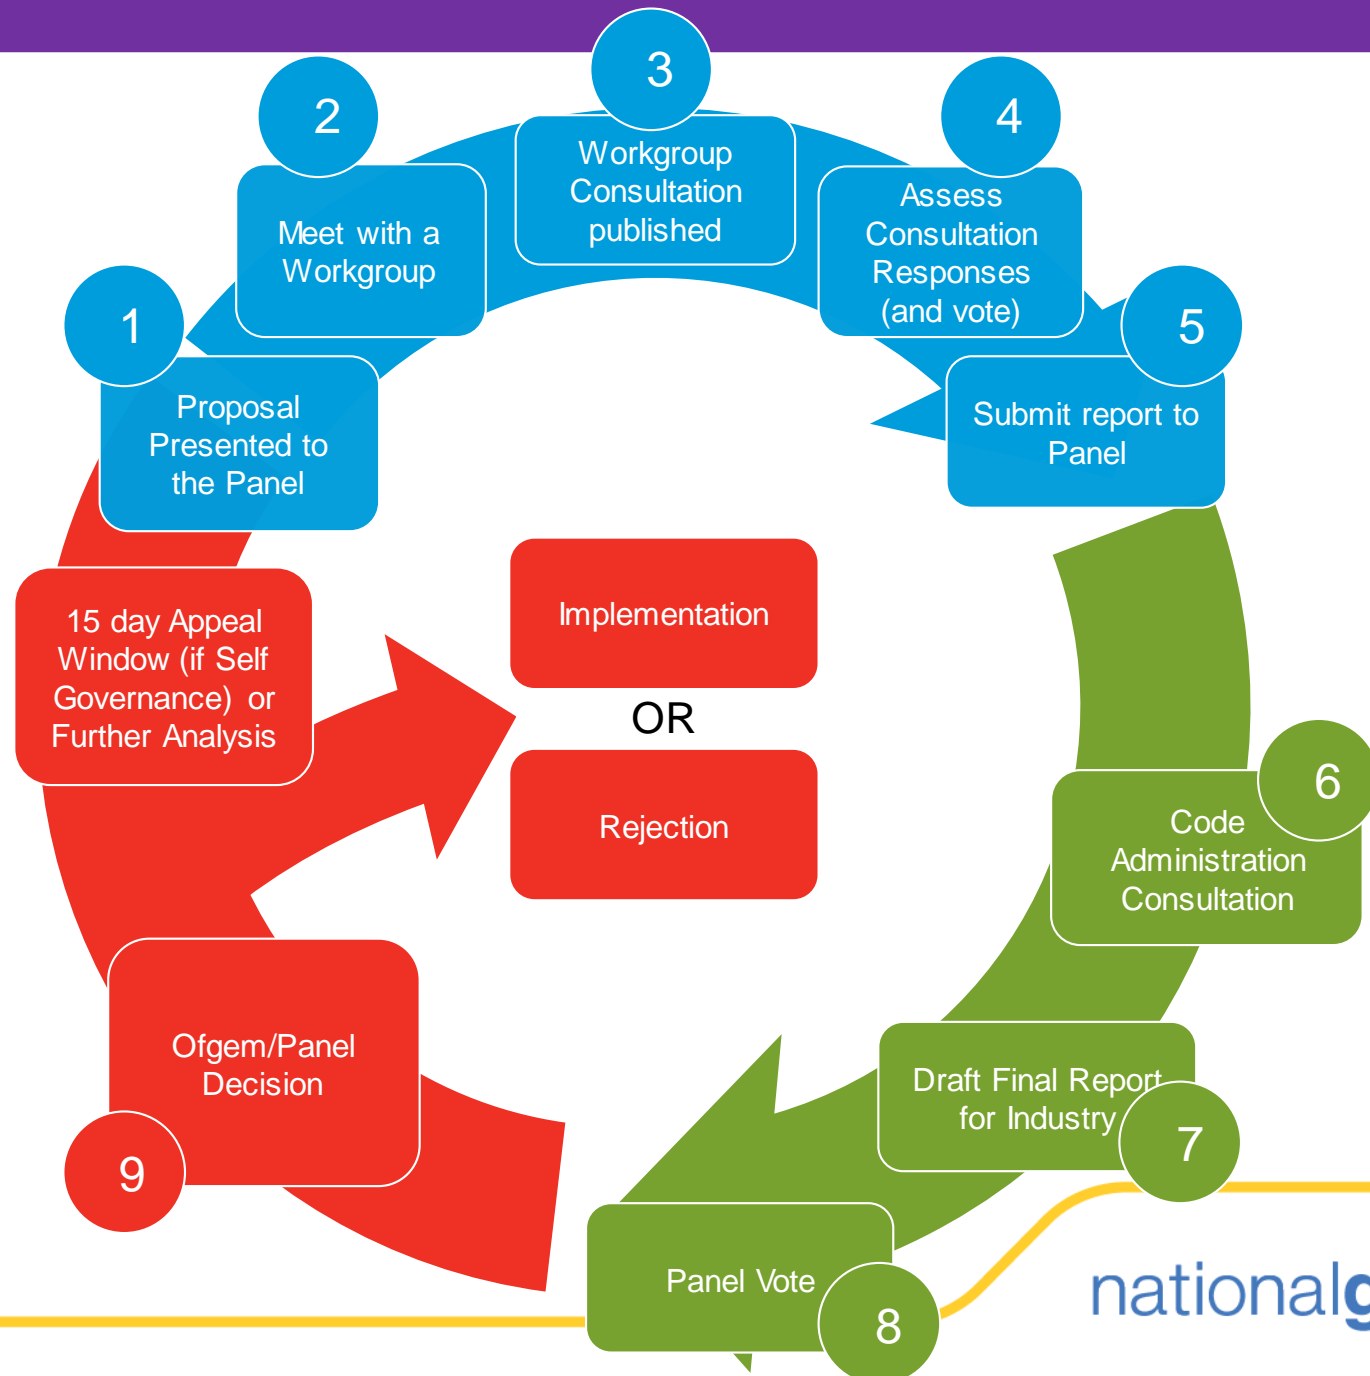 1
Proposal
Presented to
the Panel
2
Meet with a
Workgroup
3
Workgroup
Consultation
published
4
Assess
Consultation
Responses
(and vote)
5
Submit report to
Panel
6
Code
Administration
Consultation
7
Draft Final Report
for Industry
8
Panel Vote
9
Ofgem/Panel
Decision
15 day Appeal
Window (if Self
Governance) or
Further Analysis
Implementation
OR
Rejection
nationalg